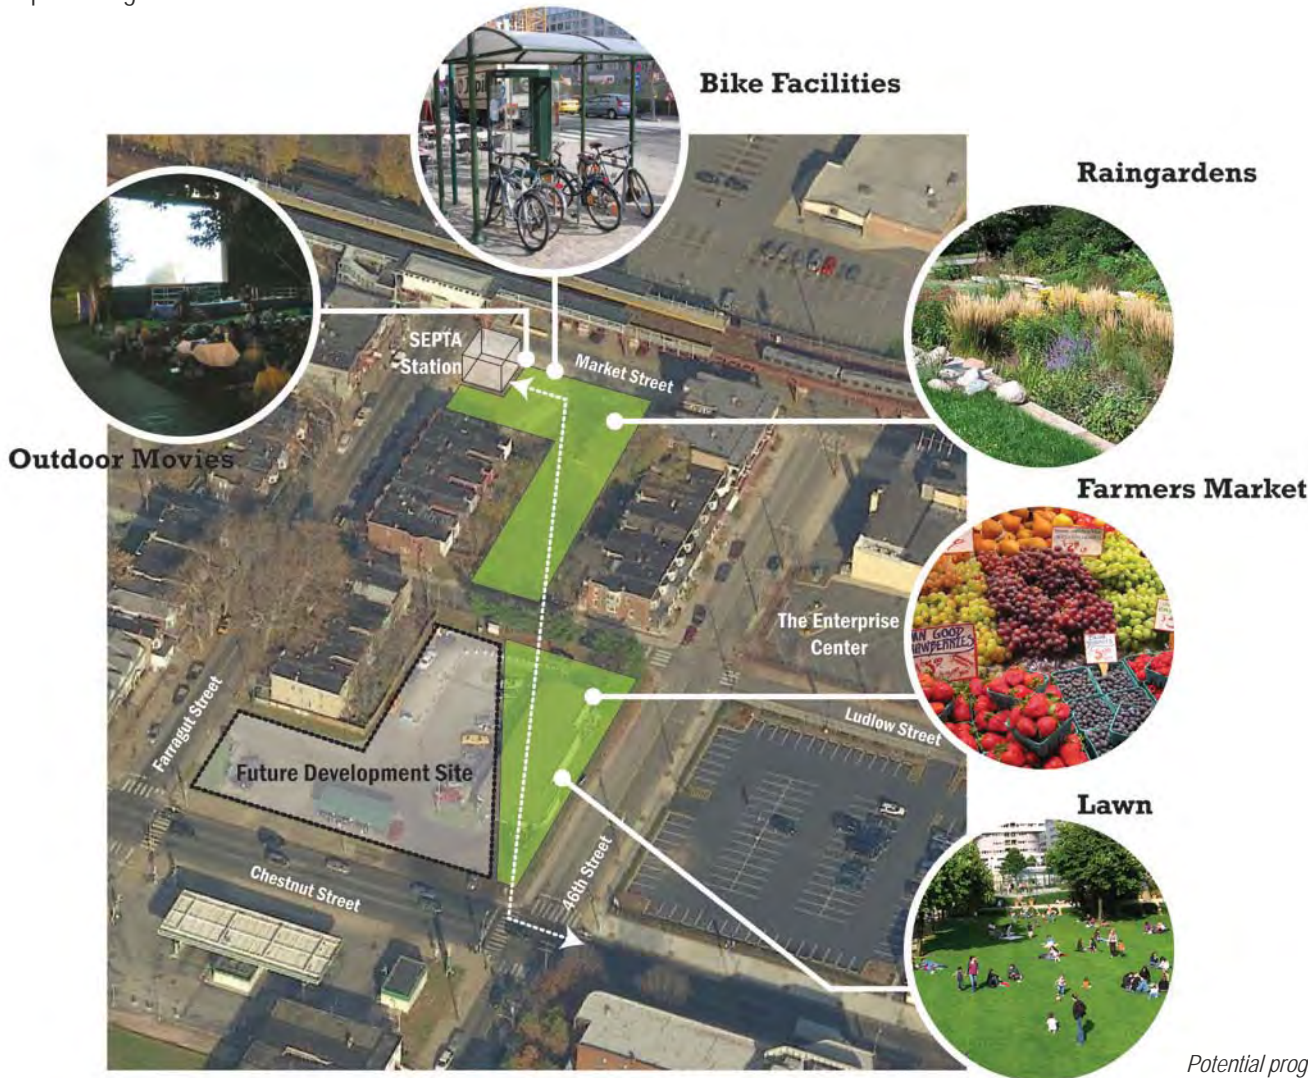 Bike Facilities
Raingardens
SEPTA
Station
Market Street
Outdoor Movies
Farmers Market
The Enterprise
Center
Farragut Street
Ludlow Street
Future Development Site
Lawn
46th Street
Chestnut Street
Potential prog